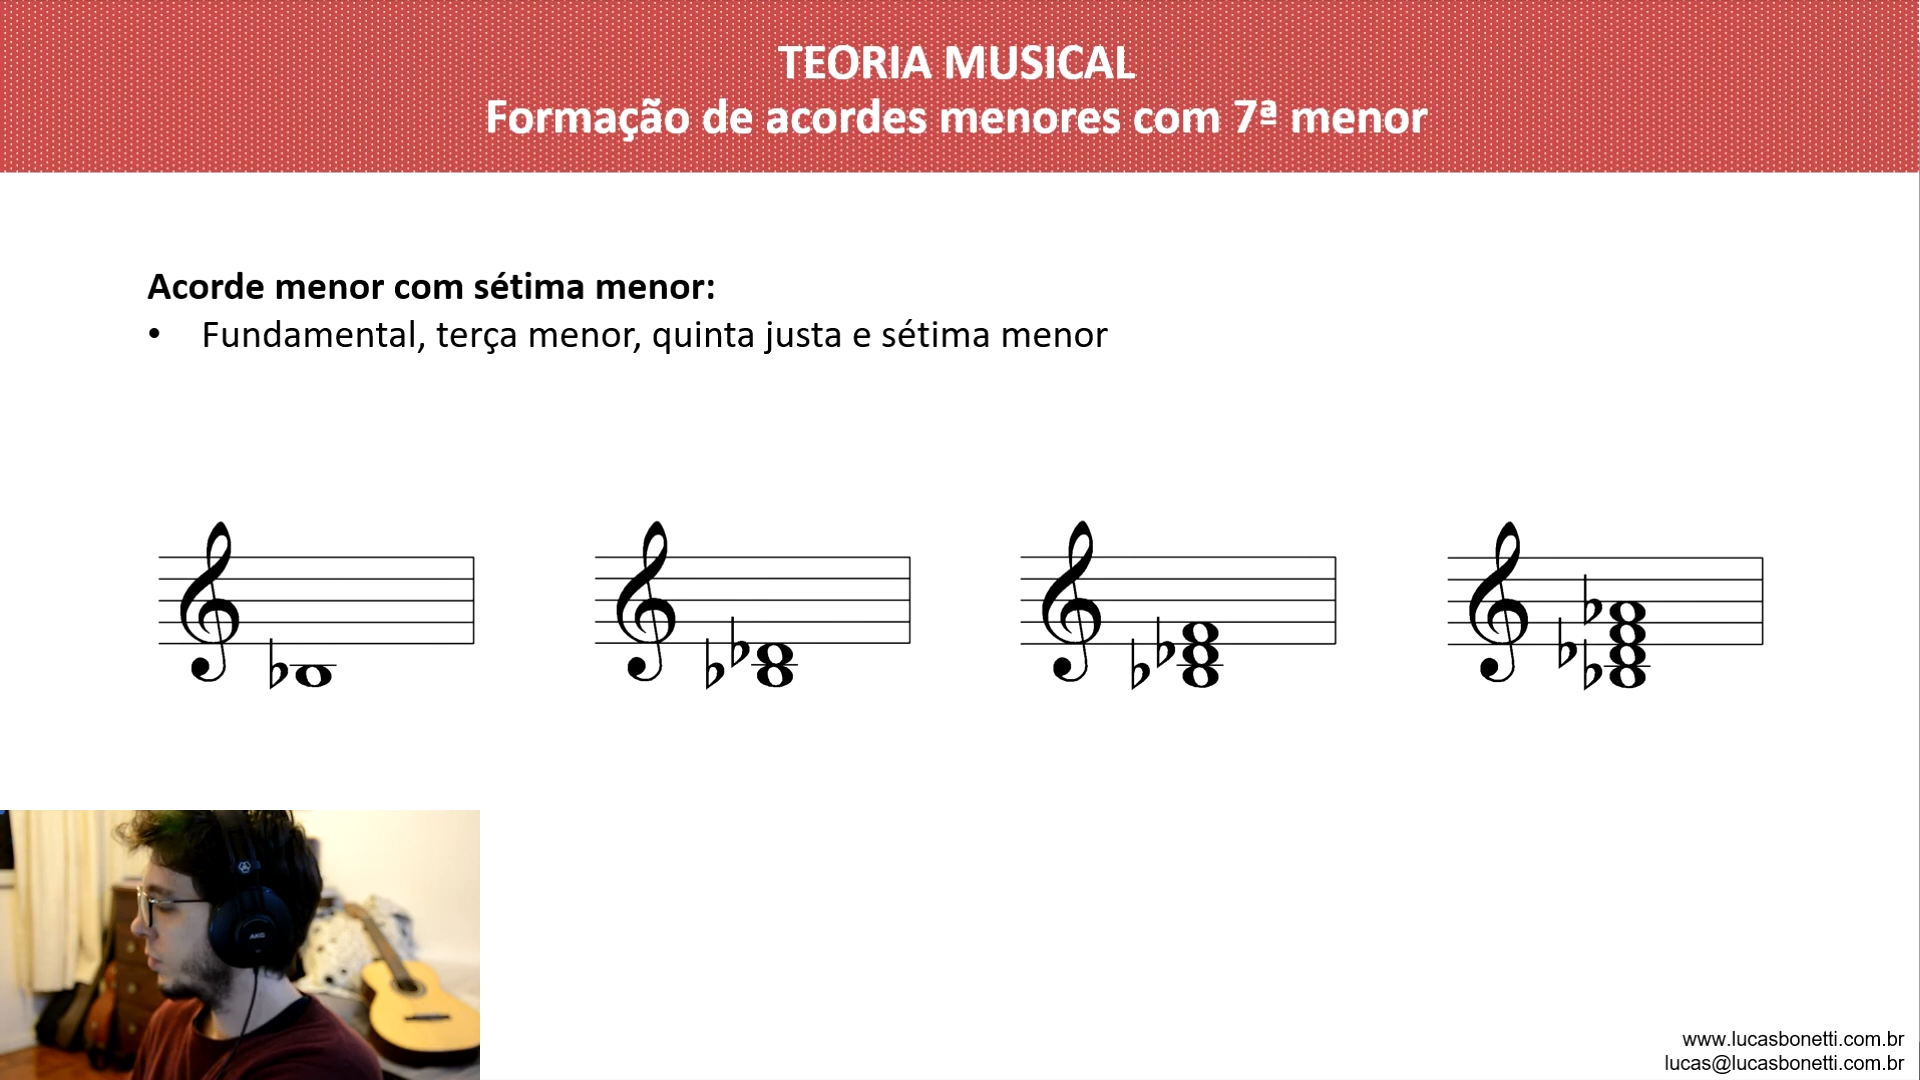 TEORIA MUSICAL
Formação de acordes menores com 7ª menor
Acorde menor com sétima menor:
• Fundamental, terça menor, quinta justa e sétima menor
AKG
www.lucasbonetti.com.br
lucas@lucasbonetti.com.br